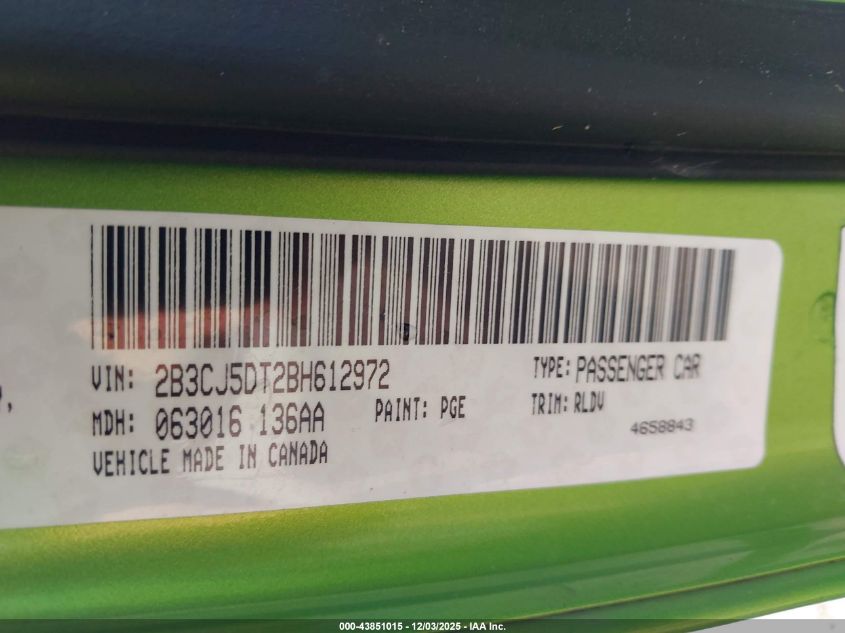 VIN: 2B3CJ5DT2BH612972
TYPE: PASSENGER CAR
MDH: 063016 136AA
PAINT: PGE
TRIM: RLDV
VEHICLE MADE IN CANADA
4658843
000-43851015 - 12/03/2025 - IAA Inc.